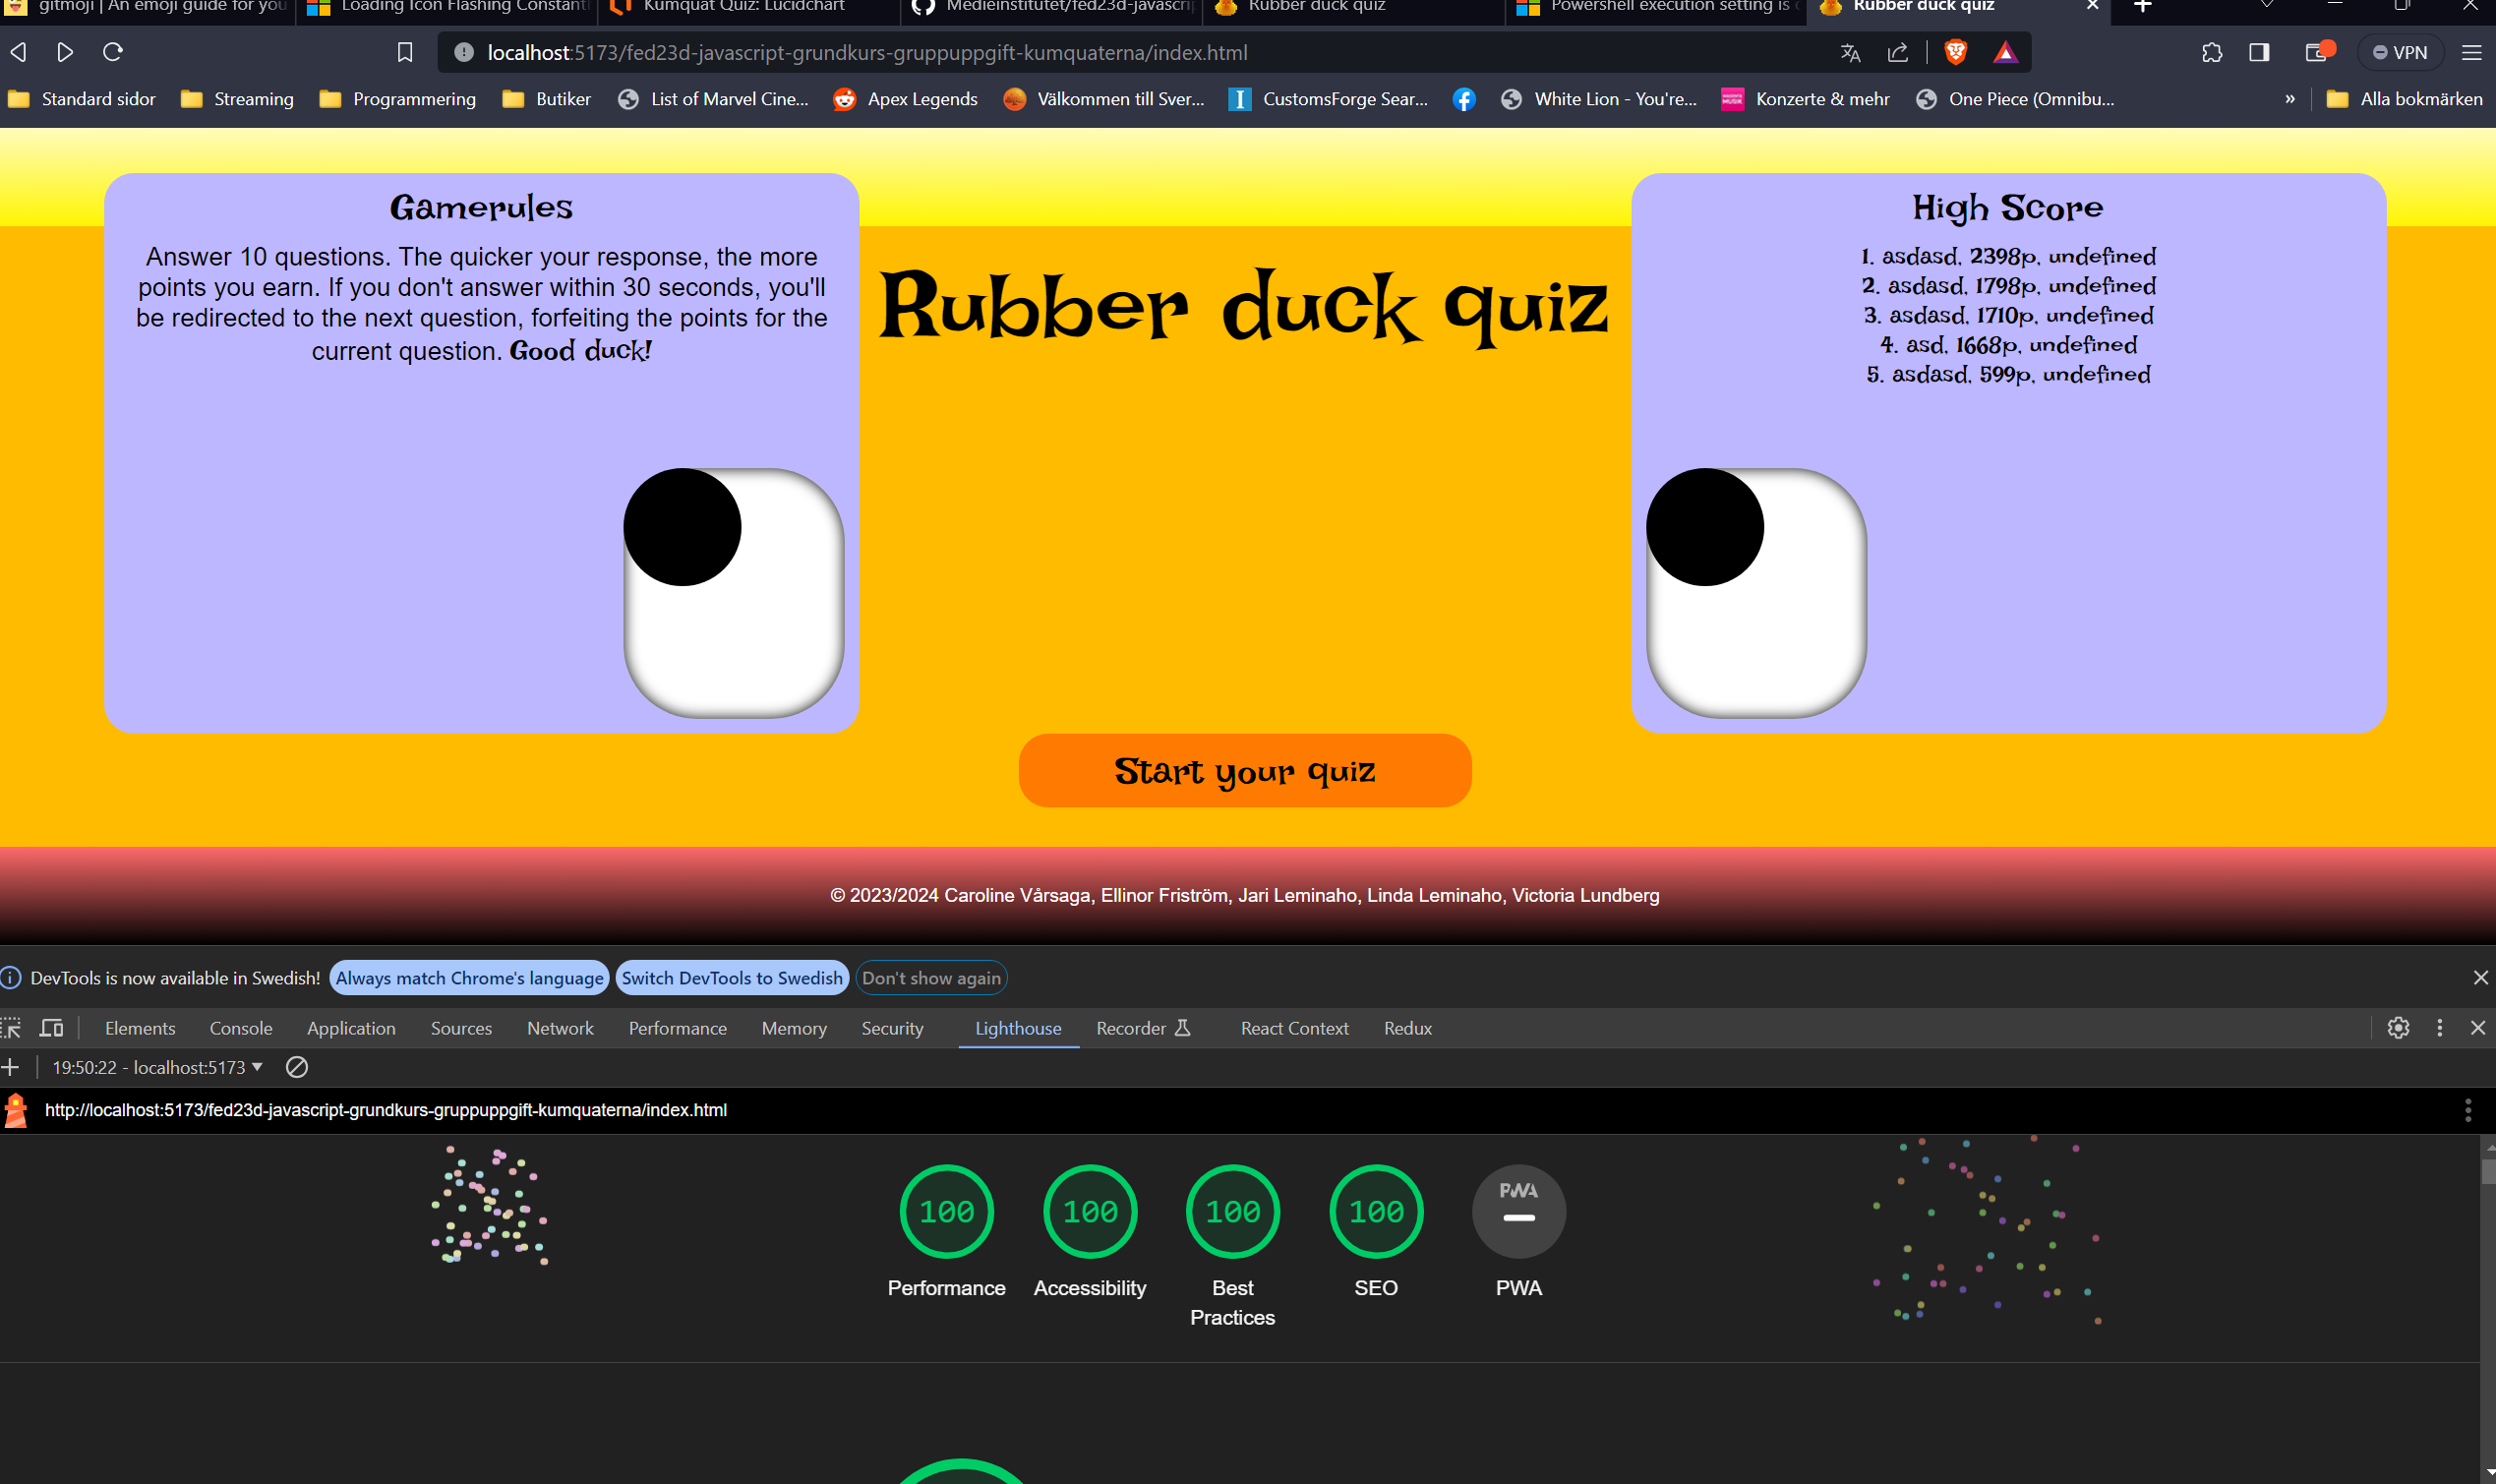 gitmoji | An emoji guide for you
Loading Icon Flashing Constant
Kumquat Quiz: Lucidchart
Medieinstitutet/fed23d-javascrip
Rubber duck quiz
Powershell execution setting is
Rubber duck quiz
localhost:5173/fed23d-javascript-grundkurs-gruppuppgift-kumquaterna/index.html
VPN
Standard sidor
Streaming
Programmering
Butiker
List of Marvel Cine...
Apex Legends
Välkommen till Sver...
CustomsForge Sear...
White Lion - You're...
Konzerte & mehr
One Piece (Omnibu...
»
Alla bokmärken
Gamerules
Answer 10 questions. The quicker your response, the more
points you earn. If you don't answer within 30 seconds, you'll
be redirected to the next question, forfeiting the points for the
current question. Good duck!
Rubber duck quiz
High Score
1. asdasd, 2398p, undefined
2. asdasd, 1798p, undefined
3. asdasd, 1710p, undefined
4. asd, 1668p, undefined
5. asdasd, 599p, undefined
Start your quiz
© 2023/2024 Caroline Vårsaga, Ellinor Friström, Jari Leminaho, Linda Leminaho, Victoria Lundberg
DevTools is now available in Swedish!
Always match Chrome's language
Switch DevTools to Swedish
Don't show again
Elements
Console
Application
Sources
Network
Performance
Memory
Security
Lighthouse
Recorder
React Context
Redux
19:50:22 - localhost:5173
http://localhost:5173/fed23d-javascript-grundkurs-gruppuppgift-kumquaterna/index.html
100
100
100
100
PWA
Performance
Accessibility
Best
Practices
SEO
PWA